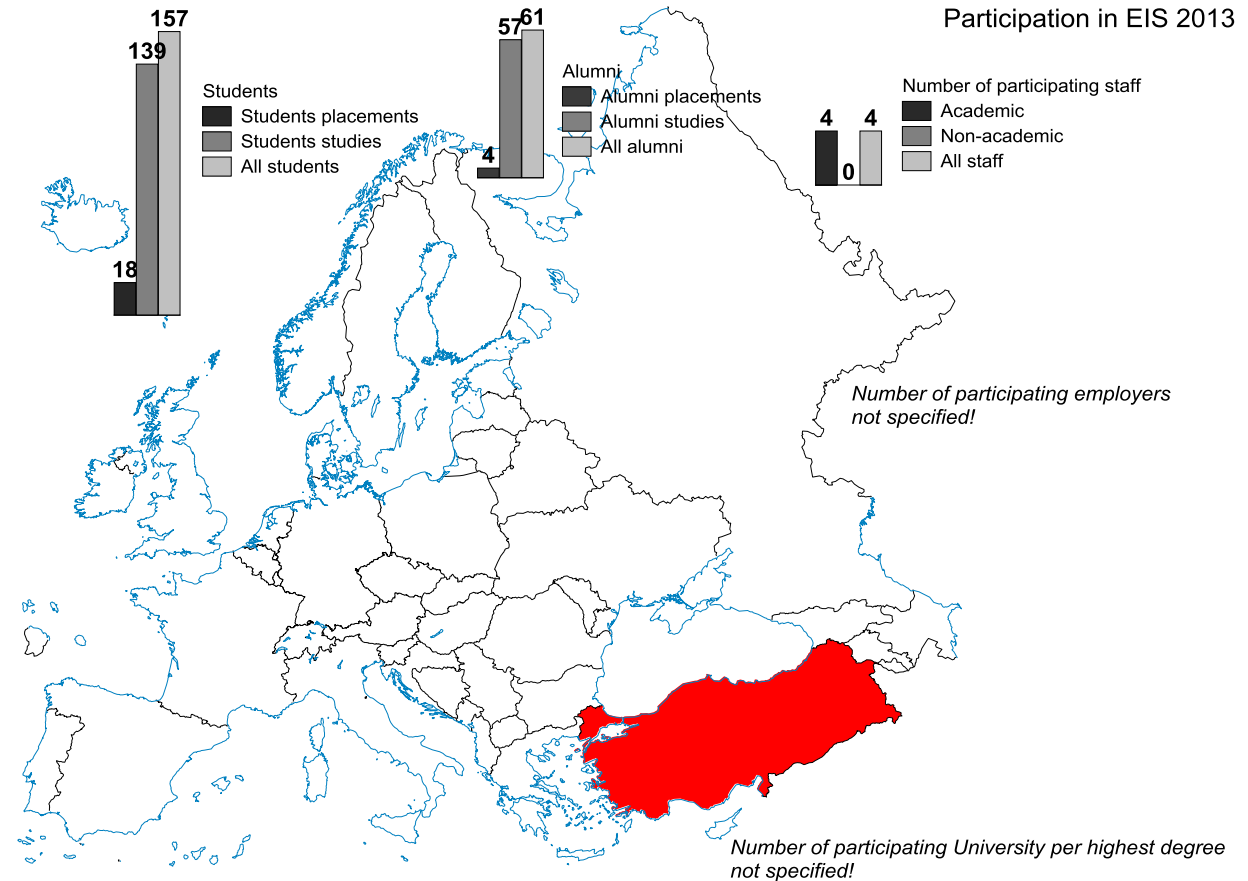 Participation in EIS 2013
157
139
18
Students
Students placements
Students studies
All students
57
61
4
Alumni
Alumni placements
Alumni studies
All alumni
4
0
4
Number of participating staff
Academic
Non-academic
All staff
Number of participating employers
not specified!
Number of participating University per highest degree
not specified!